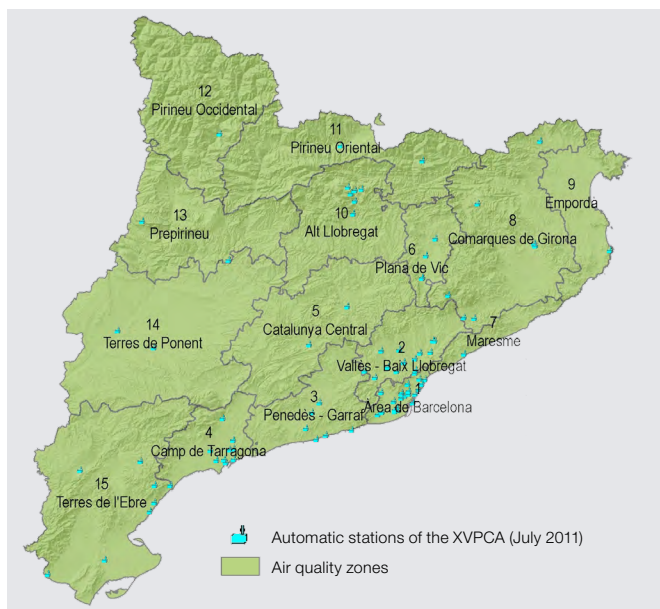 12
Pirineu Occidental
11
Pirineu Oriental
9
Emporda
13
Prepirineu
10
Alt Llobregat
8
Comarques de Girona
6
Plana de Vic
5
Catalunya Central
14
Terres de Ponent
7
Maresme
2
Vallès - Baix Llobregat
1
Àrea de Barcelona
3
Penedès - Garraf
4
Camp de Tarragona
15
Terres de l'Ebre
Automatic stations of the XVPCA (July 2011)
Air quality zones